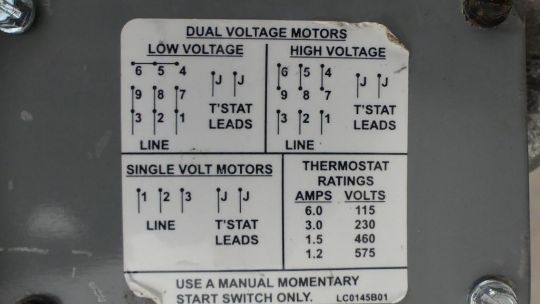 DUAL VOLTAGE MOTORS
LOW VOLTAGE
6 5 4
J J
9 8 7
T'STAT
3 2 1
LEADS
LINE
HIGH VOLTAGE
6 5 4
J J
9 8 7
T'STAT
3 2 1
LEADS
LINE
SINGLE VOLT MOTORS
1 2 3 J J
LINE T'STAT
LEADS
THERMOSTAT
RATINGS
AMPS VOLTS
6.0 115
3.0 230
1.5 460
1.2 575
USE A MANUAL MOMENTARY
START SWITCH ONLY. LC0145B01